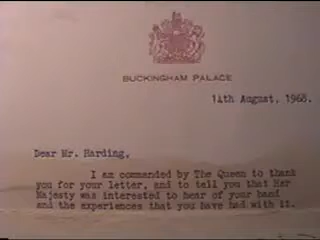 BUCKINGHAM PALACE
14th August, 1968.
Dear Mr. Harding,
I am commanded by The Queen to thank
you for your letter, and to tell you that Her
Majesty was interested to hear of your band
and the experiences that you have had with it.